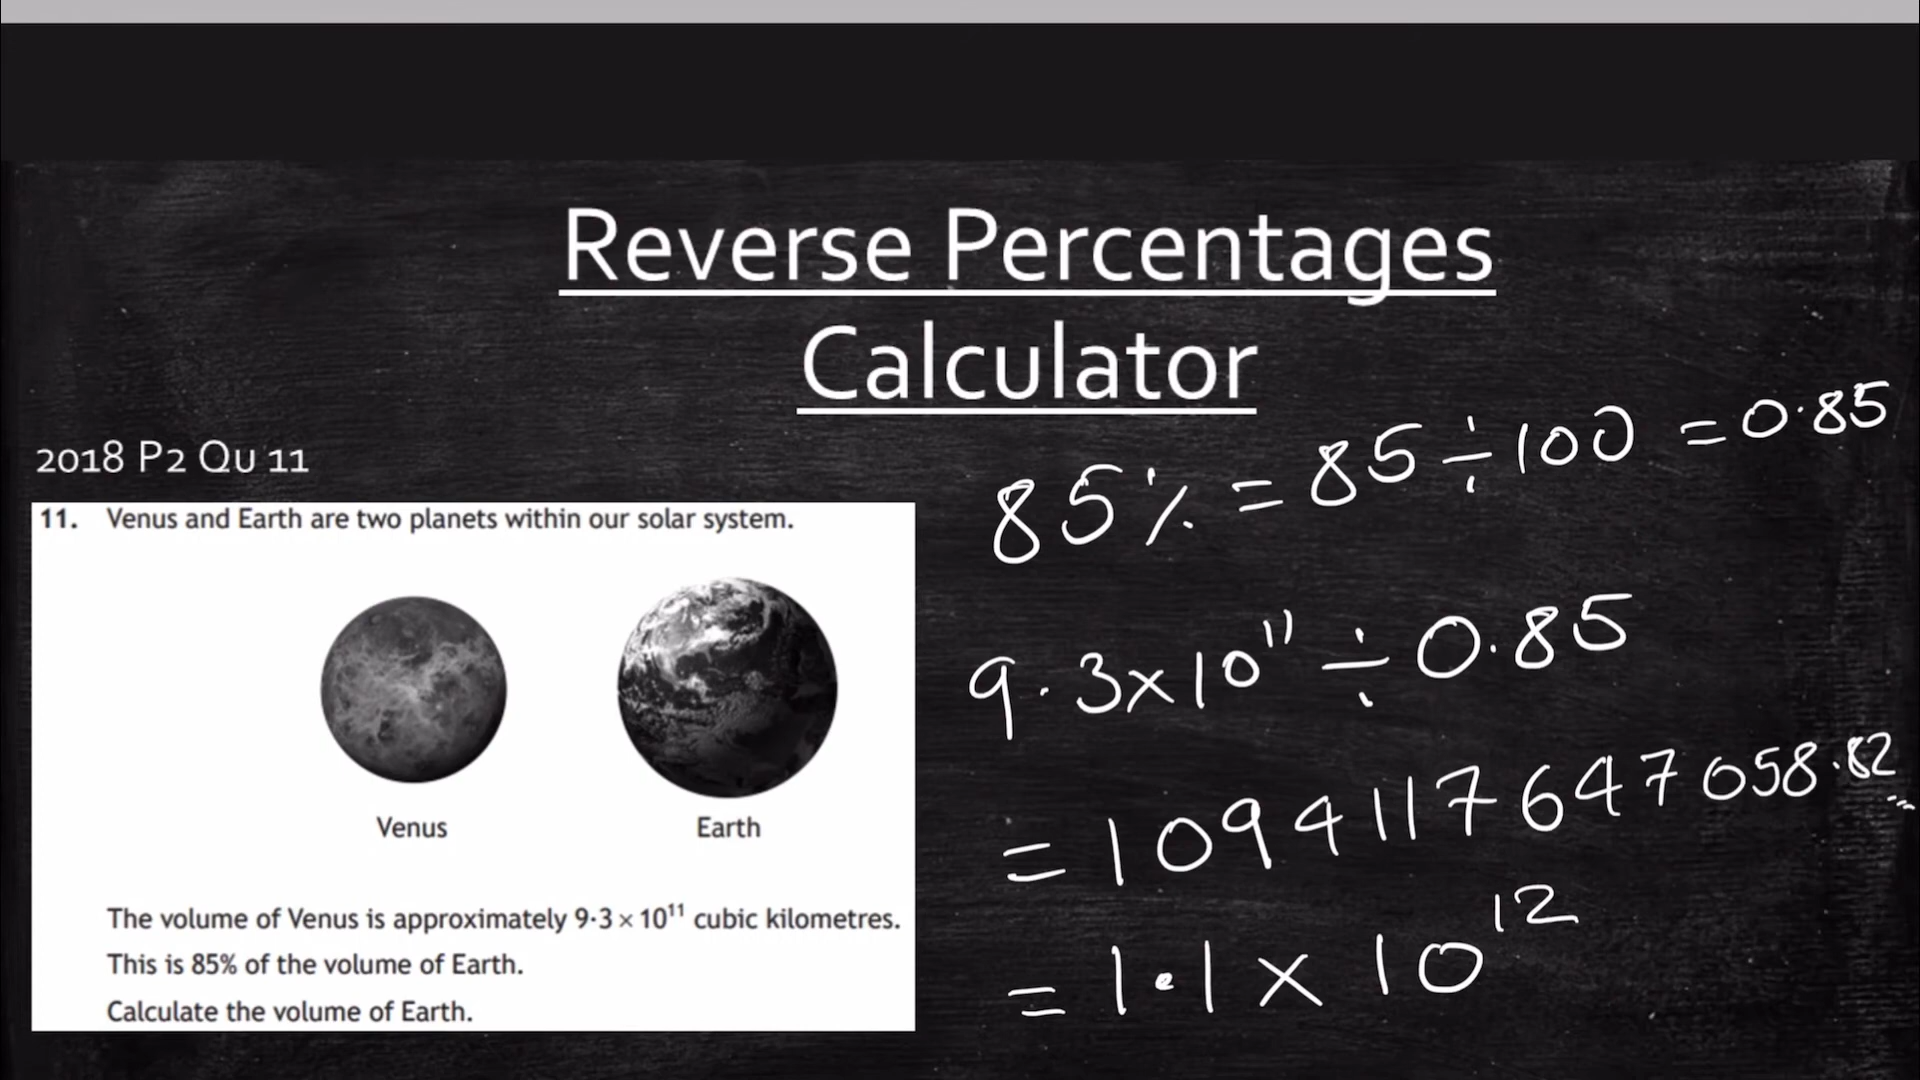 Reverse Percentages
Calculator
2018 P2 Qu 11
11. Venus and Earth are two planets within our solar system.
Venus
Earth
The volume of Venus is approximately 9·3 × 10¹¹ cubic kilometres.
This is 85% of the volume of Earth.
Calculate the volume of Earth.
85% = 85 ÷ 100 = 0·85
9·3×10¹¹ ÷ 0·85
= 1094117647058·82...
= 1·1 × 10¹²